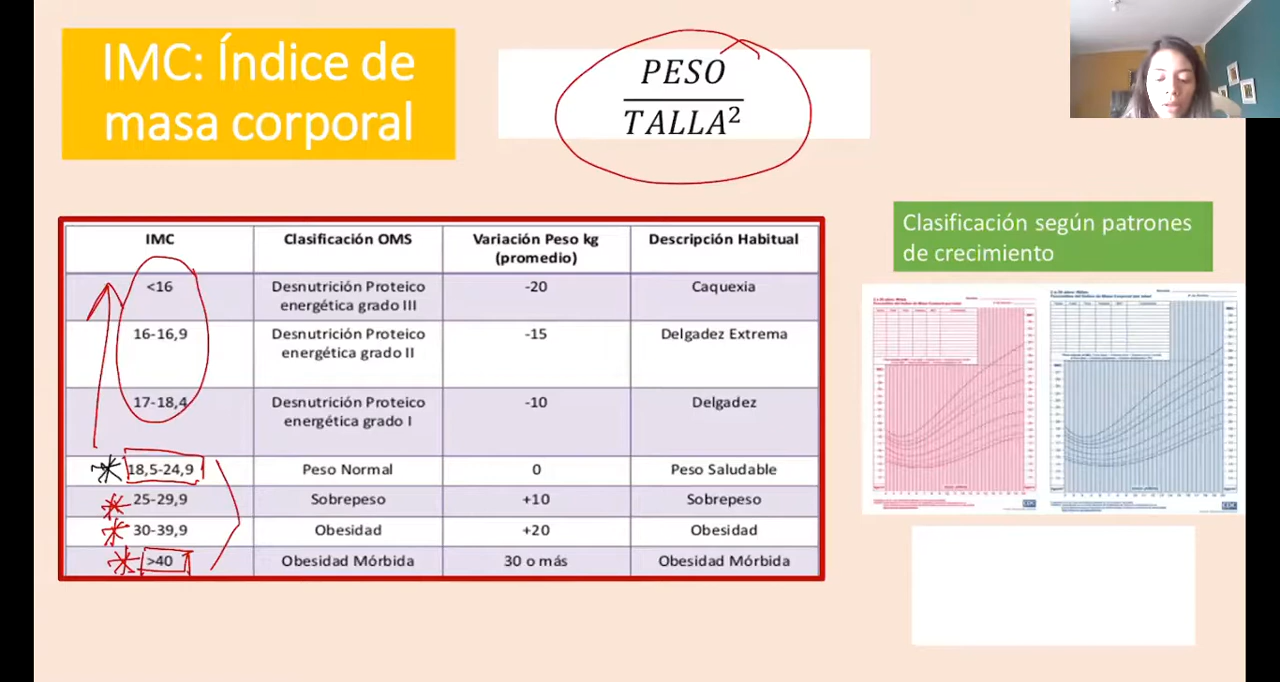 IMC: Índice de
masa corporal
PESO
TALLA²
IMC
Clasificación OMS
Variación Peso kg
(promedio)
Descripción Habitual
<16
Desnutrición Proteico
energética grado III
-20
Caquexia
16-16,9
Desnutrición Proteico
energética grado II
-15
Delgadez Extrema
17-18,4
Desnutrición Proteico
energética grado I
-10
Delgadez
18,5-24,9
Peso Normal
0
Peso Saludable
25-29,9
Sobrepeso
+10
Sobrepeso
30-39,9
Obesidad
+20
Obesidad
>40
Obesidad Mórbida
30 o más
Obesidad Mórbida
Clasificación según patrones
de crecimiento
CDC
CDC